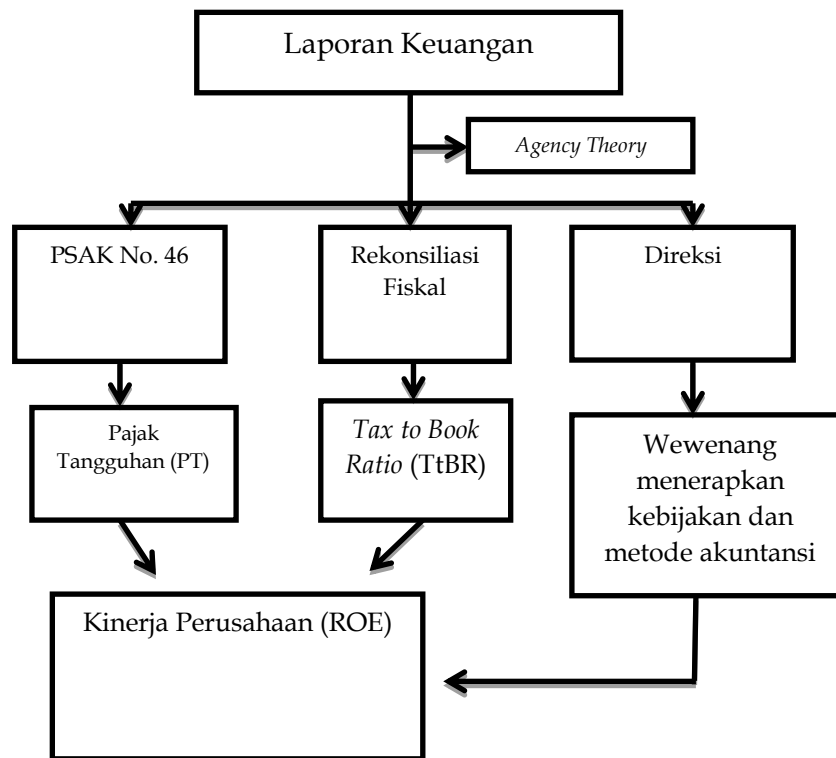 Laporan Keuangan
Agency Theory
PSAK No. 46
Rekonsiliasi
Fiskal
Direksi
Pajak
Tangguhan (PT)
Tax to Book
Ratio (TtBR)
Wewenang
menerapkan
kebijakan dan
metode akuntansi
Kinerja Perusahaan (ROE)